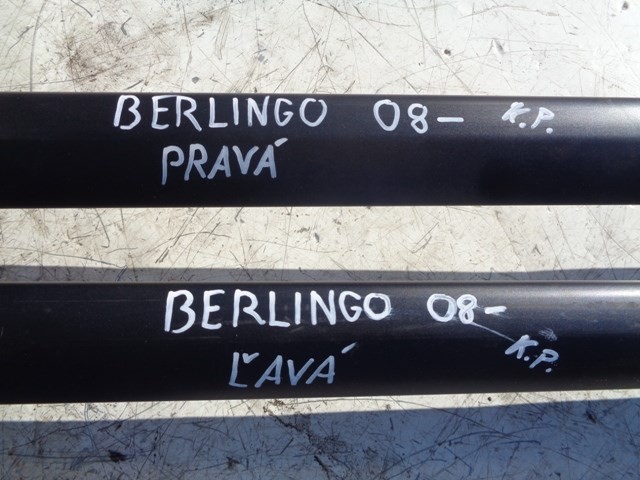 BERLINGO 08- K.P.
PRAVÁ
BERLINGO 08-
K.P.
ĽAVÁ